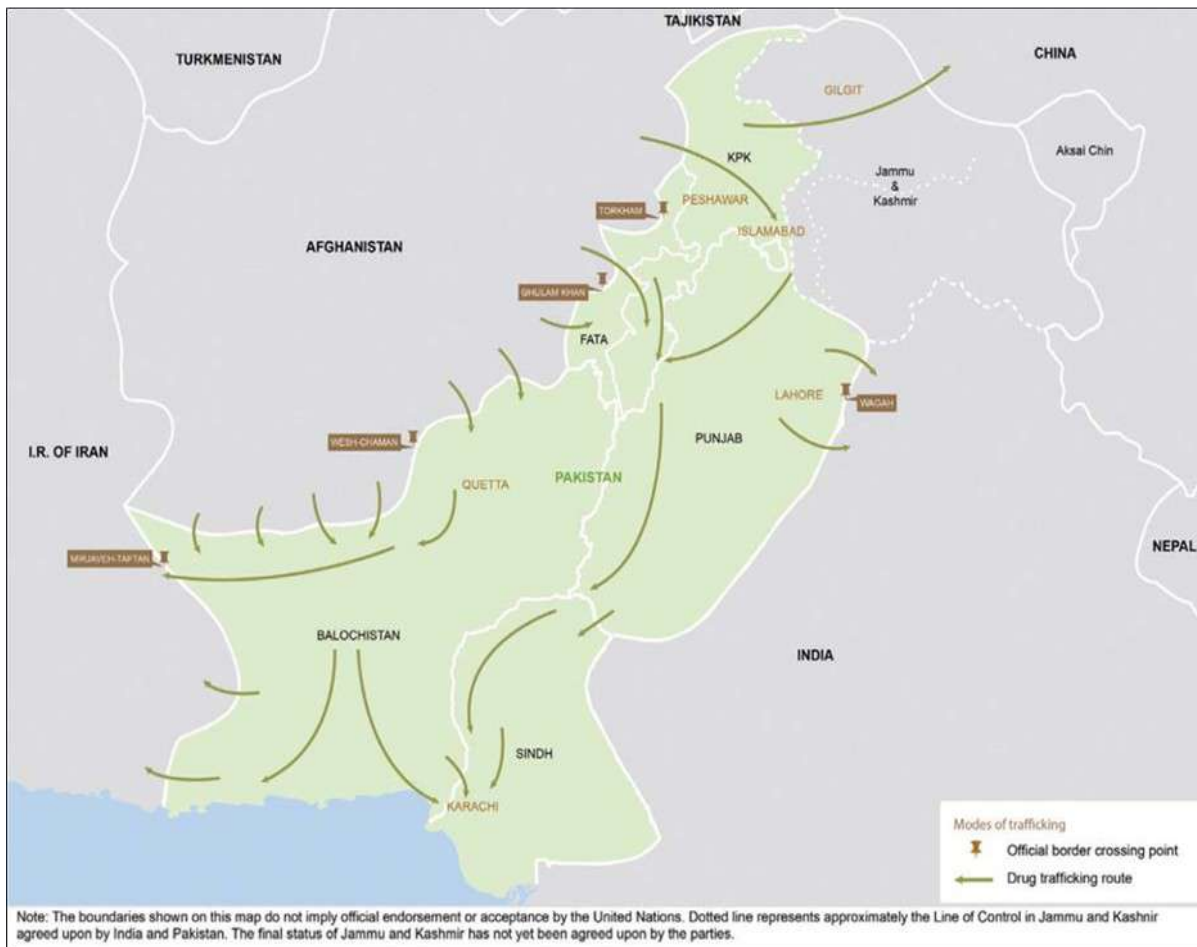 TAJIKISTAN
TURKMENISTAN
CHINA
GILGIT
Aksai Chin
KPK
Jammu
&
Kashmir
PESHAWAR
TORKHAM
ISLAMABAD
AFGHANISTAN
GHULAM KHAN
FATA
LAHORE
WAGAH
PUNJAB
WESH-CHAMAN
I.R. OF IRAN
PAKISTAN
QUETTA
NEPAL
MIRJAVEH-TAFTAN
BALOCHISTAN
INDIA
SINDH
KARACHI
Modes of trafficking
Official border crossing point
Drug trafficking route
Note: The boundaries shown on this map do not imply official endorsement or acceptance by the United Nations. Dotted line represents approximately the Line of Control in Jammu and Kashnir
agreed upon by India and Pakistan. The final status of Jammu and Kashmir has not yet been agreed upon by the parties.